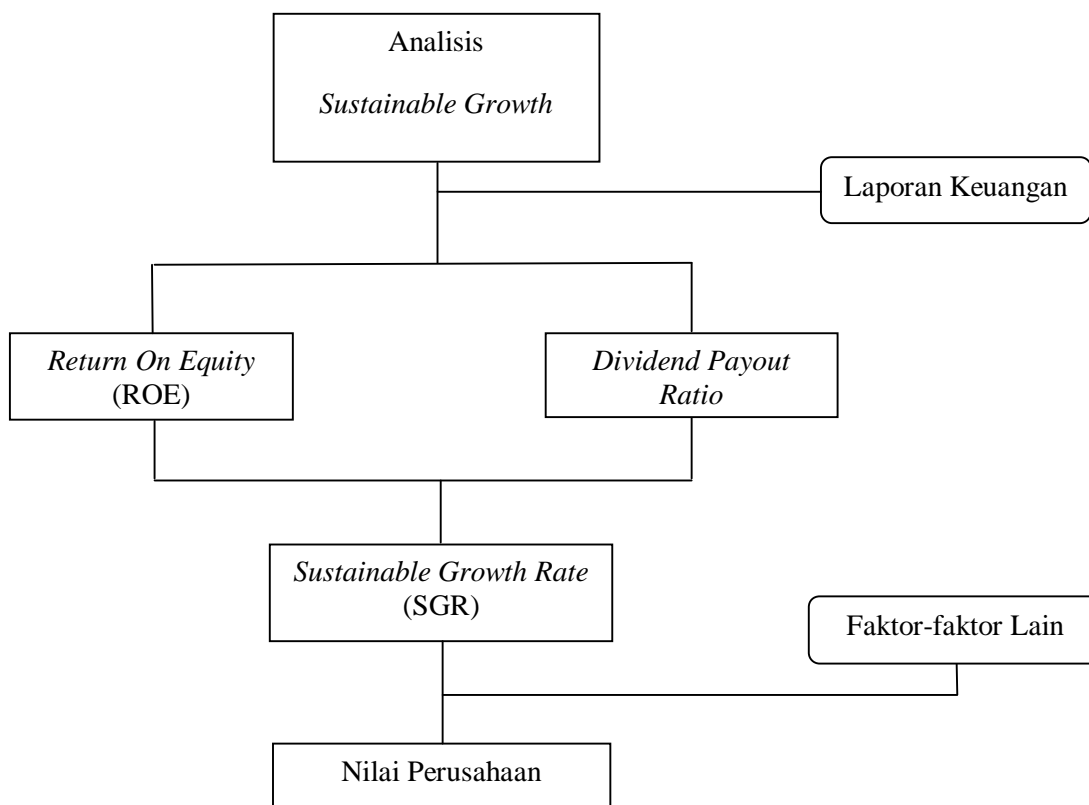 Analisis
Sustainable Growth
Laporan Keuangan
Return On Equity
(ROE)
Dividend Payout
Ratio
Sustainable Growth Rate
(SGR)
Faktor-faktor Lain
Nilai Perusahaan